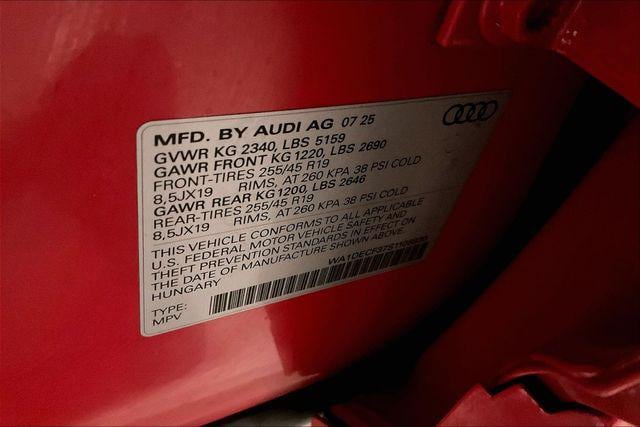 MFD. BY AUDI AG 07 25
GVWR KG 2340, LBS 5159
GAWR FRONT KG 1220, LBS 2690
FRONT-TIRES 255/45 R19
8,5JX19 RIMS, AT 260 KPA 38 PSI COLD
GAWR REAR KG 1200, LBS 2646
REAR-TIRES 255/45 R19
8,5JX19 RIMS, AT 260 KPA 38 PSI COLD
THIS VEHICLE CONFORMS TO ALL APPLICABLE
U.S. FEDERAL MOTOR VEHICLE SAFETY AND
THEFT PREVENTION STANDARDS IN EFFECT ON
THE DATE OF MANUFACTURE SHOWN ABOVE.
HUNGARY
TYPE:
MPV